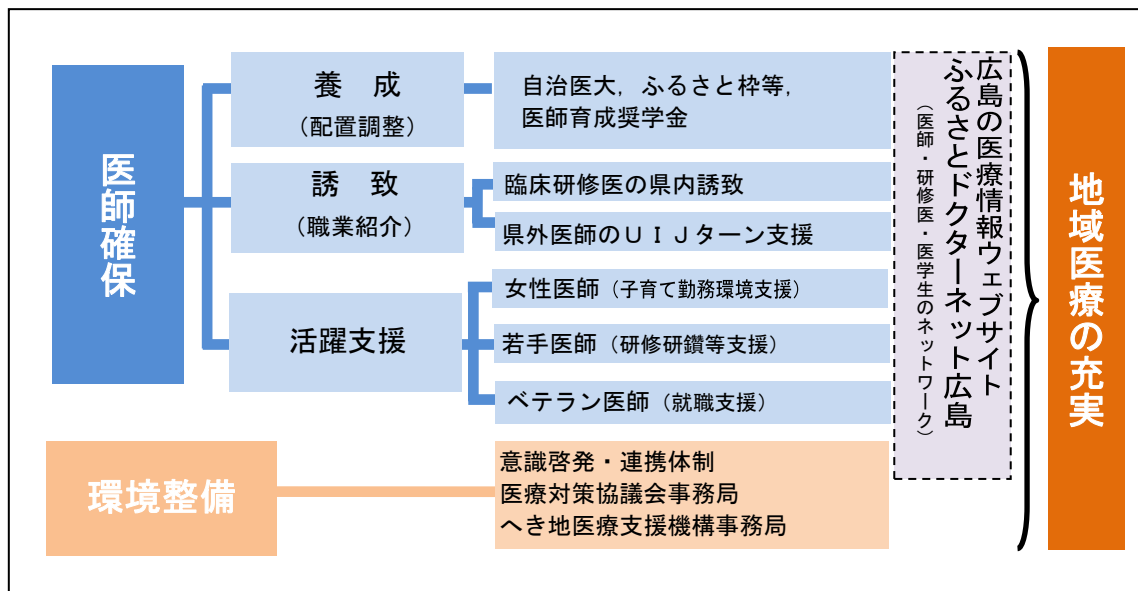 医師確保
養　成
（配置調整）
自治医大，ふるさと枠等，
医師育成奨学金
誘　致
（職業紹介）
臨床研修医の県内誘致
県外医師のＵＩＪターン支援
活躍支援
女性医師（子育て勤務環境支援）
若手医師（研修研鑽等支援）
ベテラン医師（就職支援）
環境整備
意識啓発・連携体制
医療対策協議会事務局
へき地医療支援機構事務局
広島の医療情報ウェブサイト
ふるさとドクターネット広島
（医師・研修医・医学生のネットワーク）
地域医療の充実